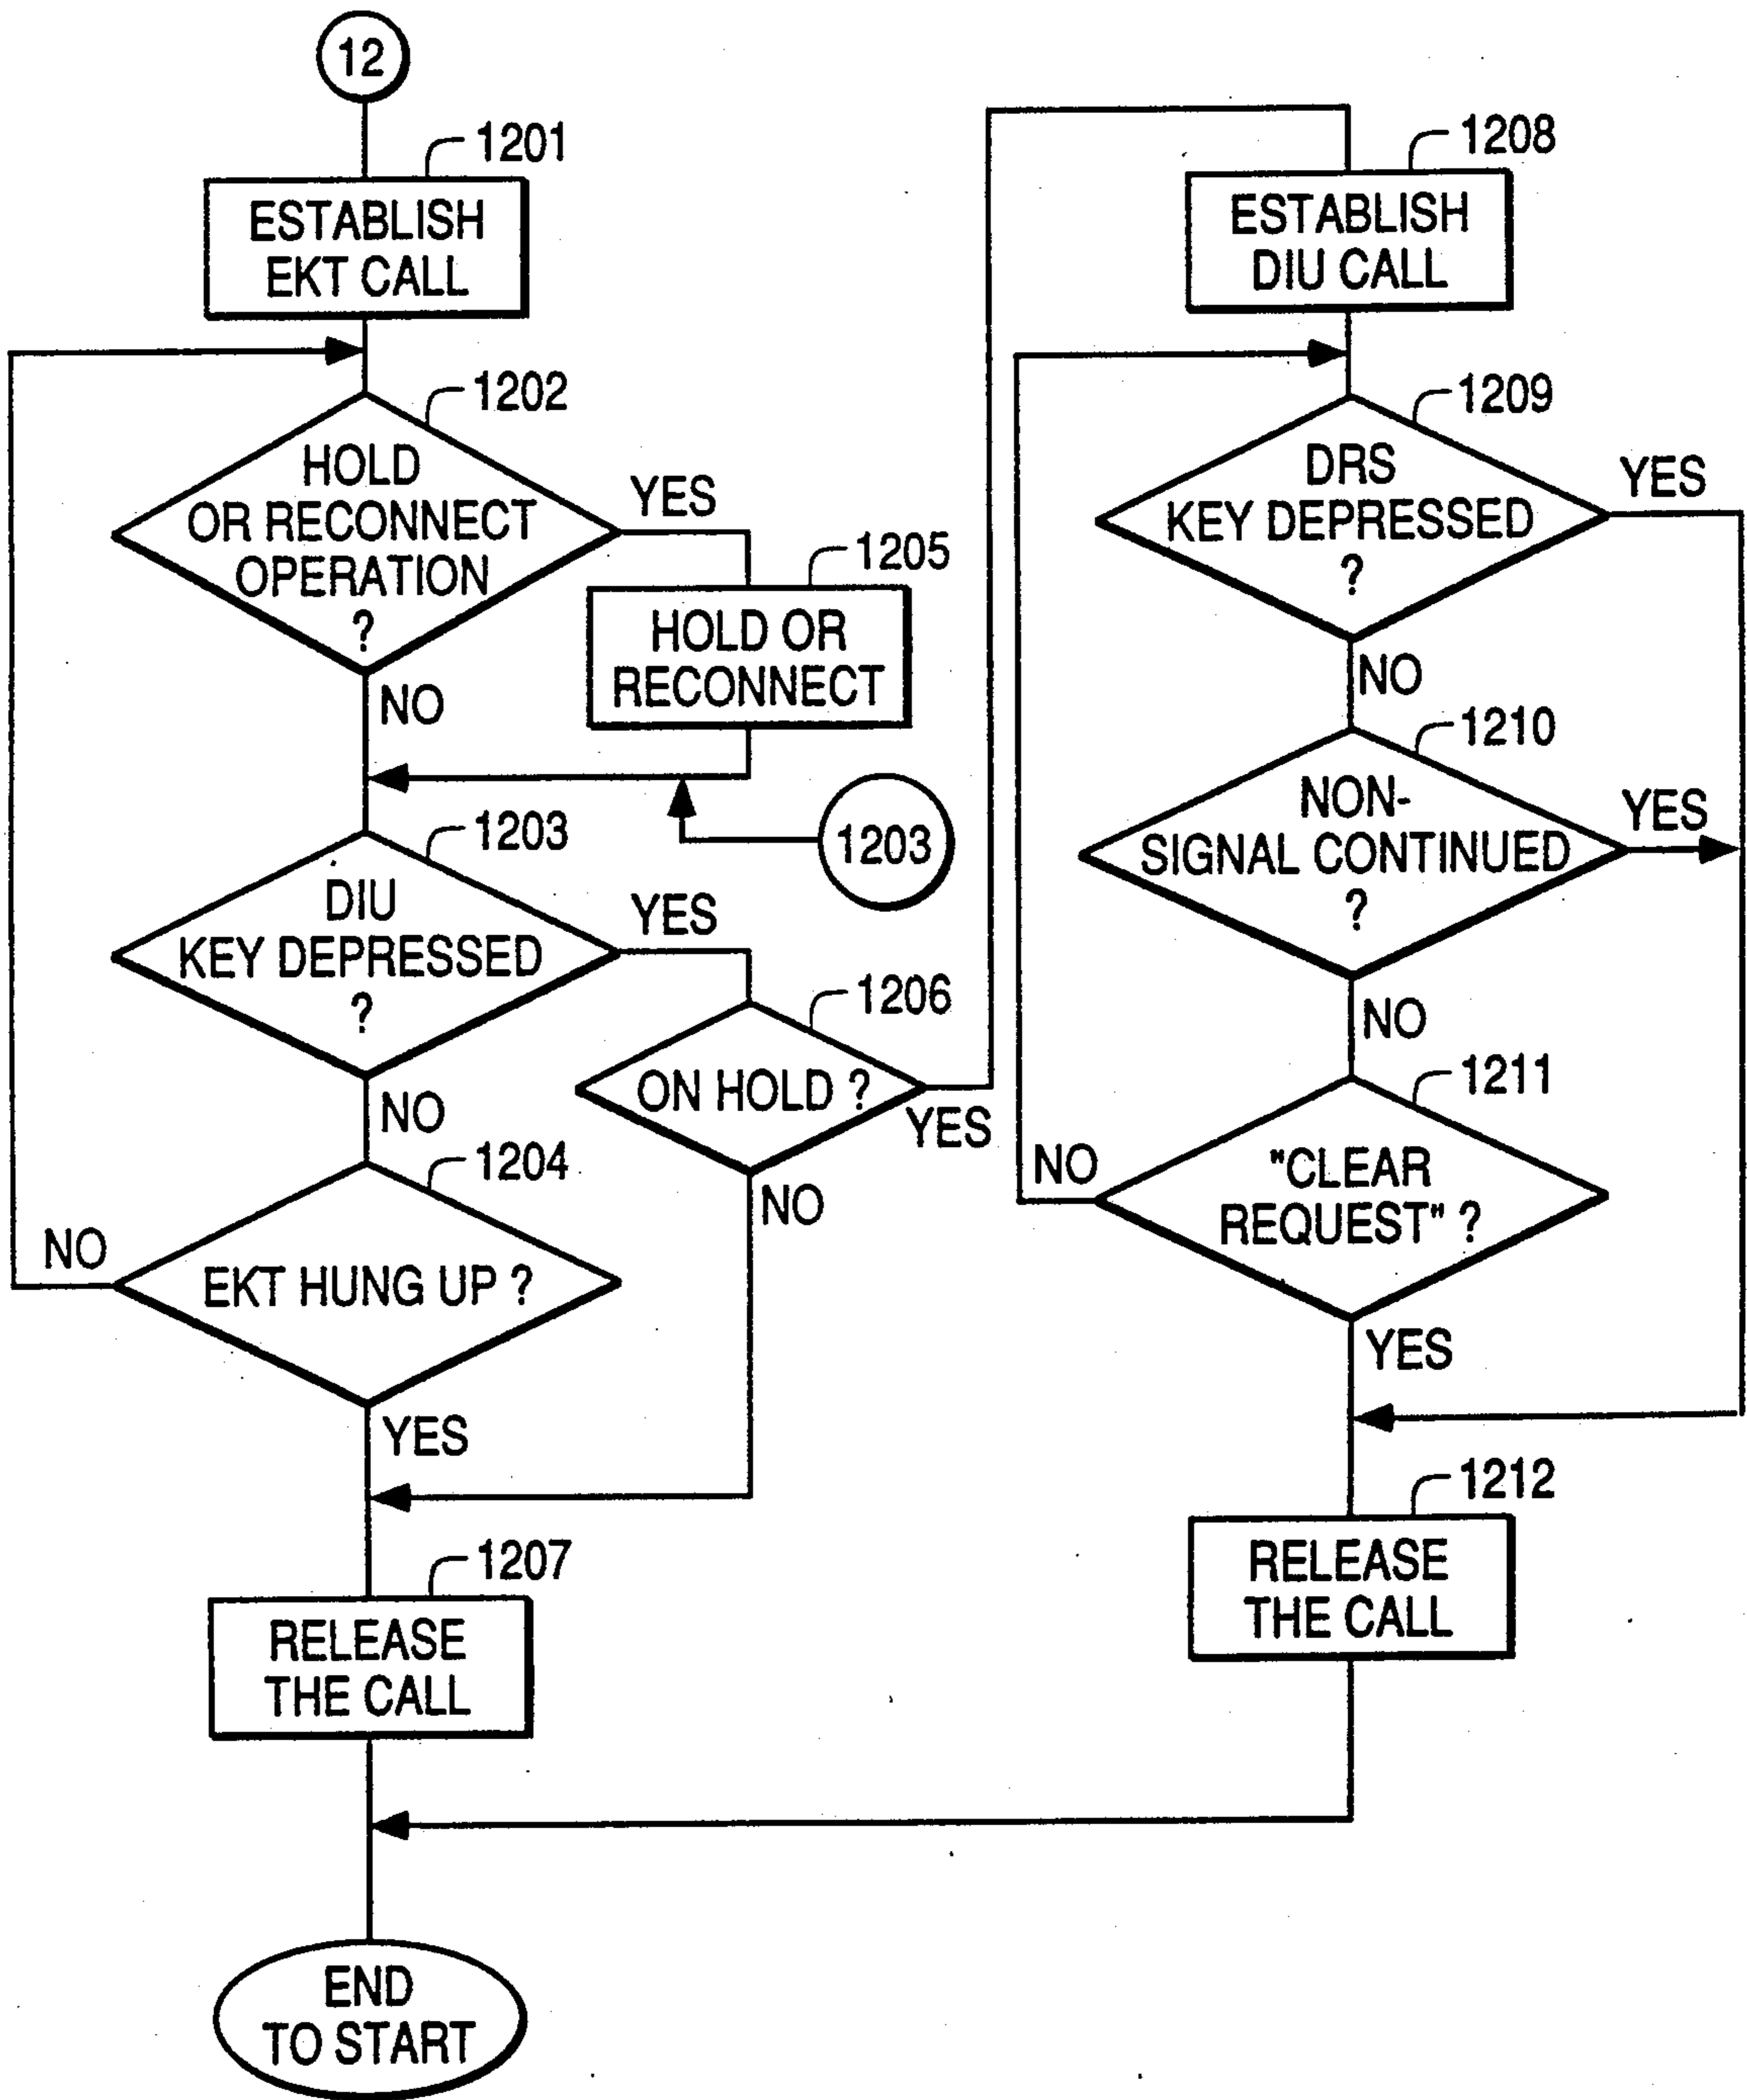 12
1201
ESTABLISH
EKT CALL
1202
HOLD
OR RECONNECT
OPERATION
?
YES
NO
1205
HOLD OR
RECONNECT
1203
1203
DIU
KEY DEPRESSED
?
YES
NO
1206
ON HOLD ?
YES
NO
1204
EKT HUNG UP ?
NO
YES
1207
RELEASE
THE CALL
END
TO START
1208
ESTABLISH
DIU CALL
1209
DRS
KEY DEPRESSED
?
YES
NO
1210
NON-
SIGNAL CONTINUED
?
YES
NO
1211
"CLEAR
REQUEST" ?
NO
YES
1212
RELEASE
THE CALL